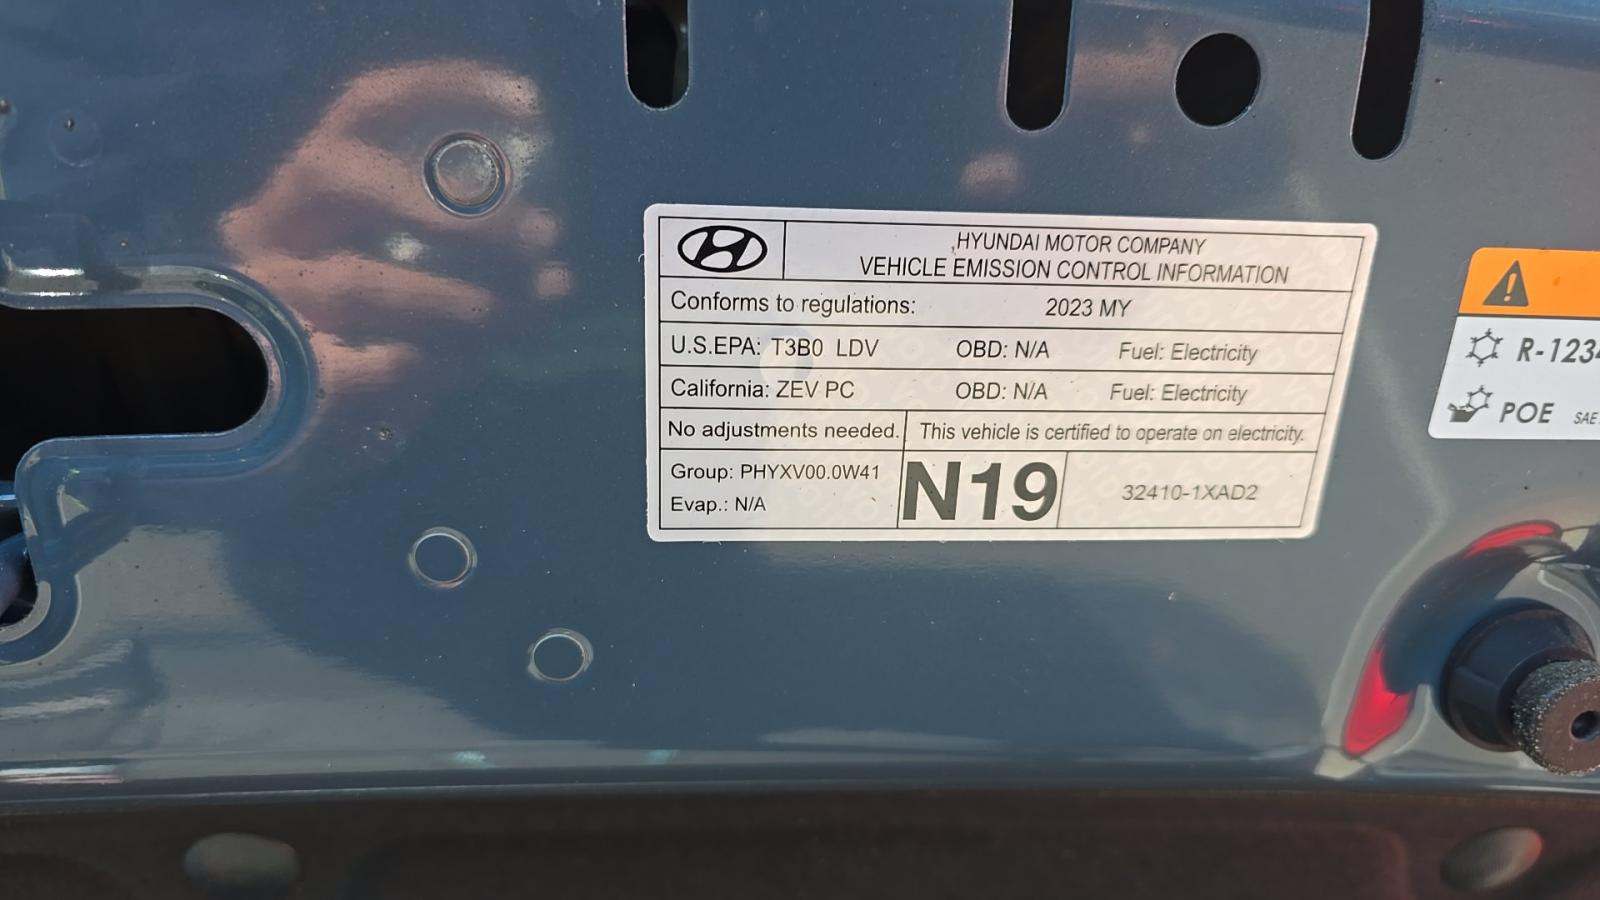 HYUNDAI MOTOR COMPANY
VEHICLE EMISSION CONTROL INFORMATION
Conforms to regulations: 2023 MY
U.S.EPA: T3B0 LDV OBD: N/A Fuel: Electricity
California: ZEV PC OBD: N/A Fuel: Electricity
No adjustments needed. This vehicle is certified to operate on electricity.
Group: PHYXV00.0W41
Evap.: N/A
N19
32410-1XAD2
R-1234
POE SAE